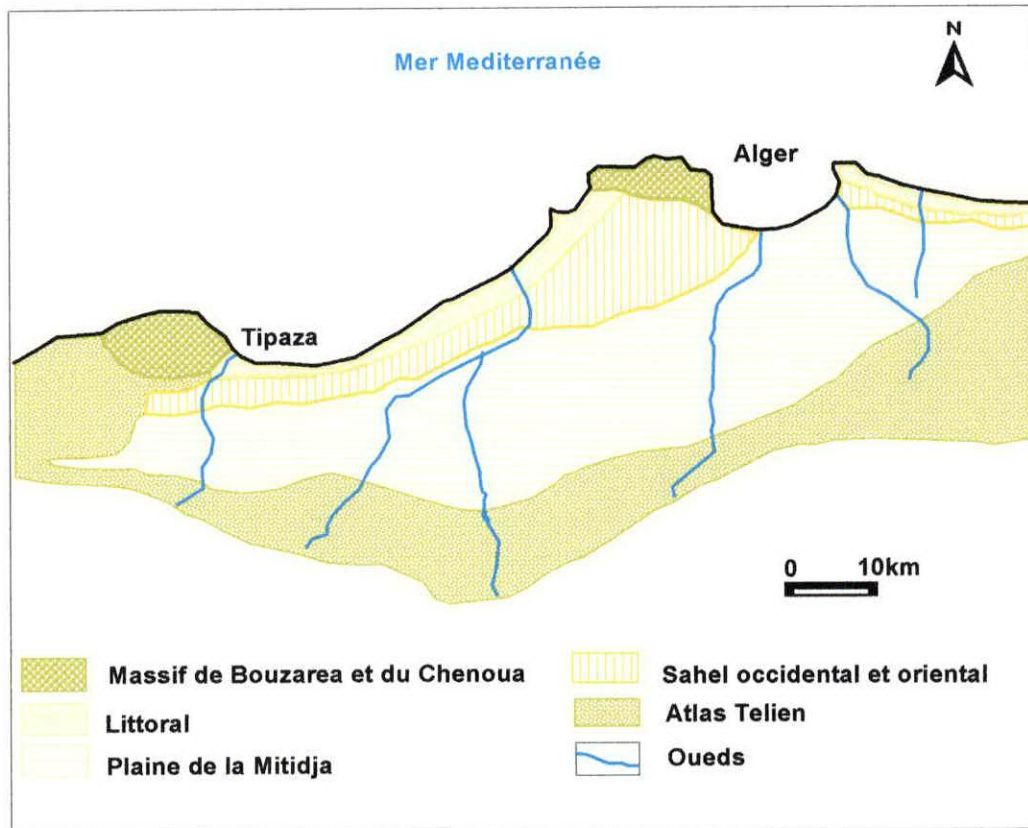 N
Mer Mediterranée
Alger
Tipaza
0 10km
Massif de Bouzarea et du Chenoua
Sahel occidental et oriental
Littoral
Atlas Telien
Plaine de la Mitidja
Oueds